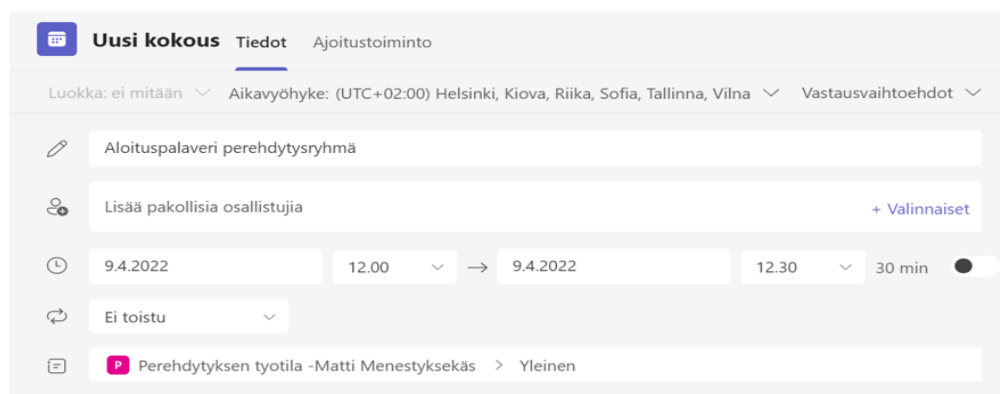 Uusi kokous Tiedot Ajoitustoiminto
Luokka: ei mitään Aikavyöhyke: (UTC+02:00) Helsinki, Kiova, Riika, Sofia, Tallinna, Vilna Vastausvaihtoehdot
Aloituspalaveri perehdytysryhmä
Lisää pakollisia osallistujia + Valinnaiset
9.4.2022 12.00 → 9.4.2022 12.30 30 min
Ei toistu
P Perehdytyksen tyotila -Matti Menestyksekäs > Yleinen